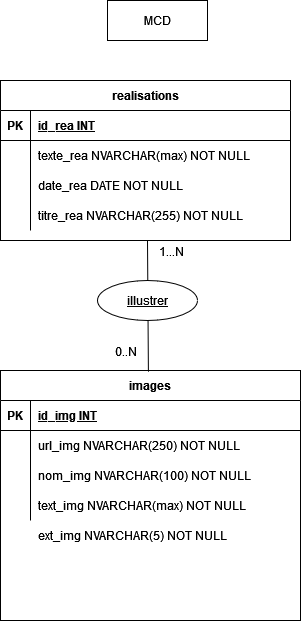 MCD
realisations
PK id_rea INT
texte_rea NVARCHAR(max) NOT NULL
date_rea DATE NOT NULL
titre_rea NVARCHAR(255) NOT NULL
1...N
illustrer
0..N
images
PK id_img INT
url_img NVARCHAR(250) NOT NULL
nom_img NVARCHAR(100) NOT NULL
text_img NVARCHAR(max) NOT NULL
ext_img NVARCHAR(5) NOT NULL